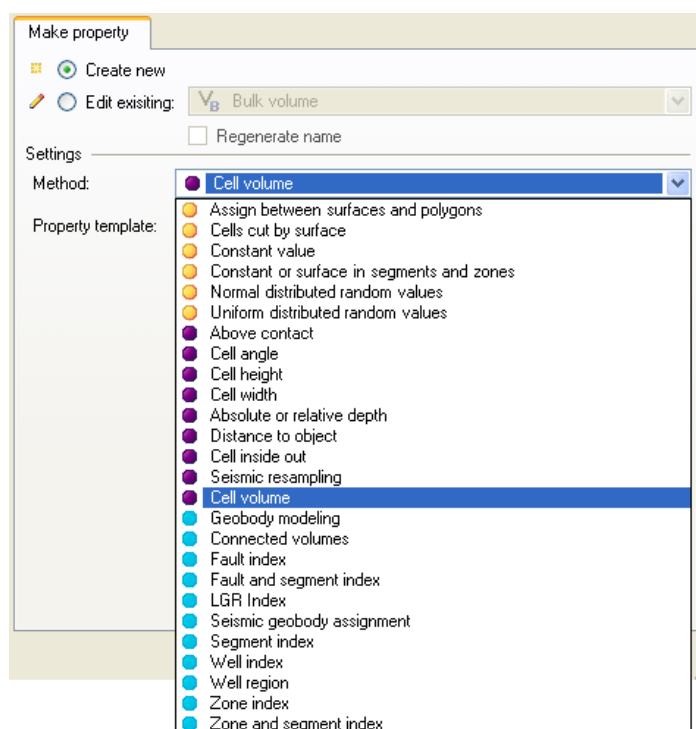 Make property
Create new
Edit exisiting: VB Bulk volume
Regenerate name
Settings
Method: Cell volume
Property template:
Assign between surfaces and polygons
Cells cut by surface
Constant value
Constant or surface in segments and zones
Normal distributed random values
Uniform distributed random values
Above contact
Cell angle
Cell height
Cell width
Absolute or relative depth
Distance to object
Cell inside out
Seismic resampling
Cell volume
Geobody modeling
Connected volumes
Fault index
Fault and segment index
LGR Index
Seismic geobody assignment
Segment index
Well index
Well region
Zone index
Zone and segment index